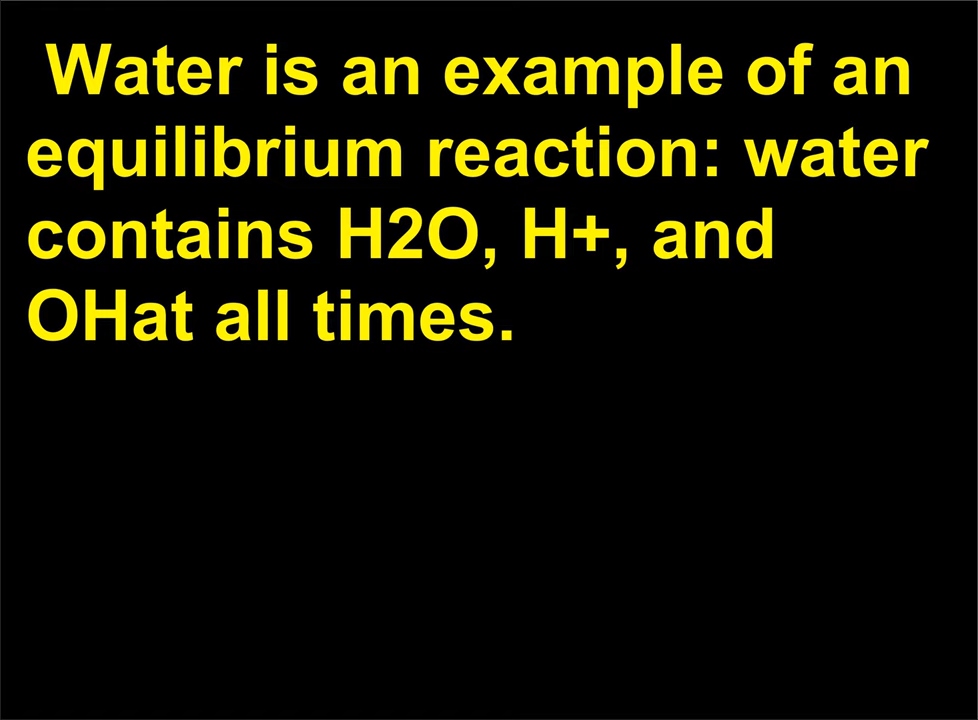 Water is an example of an
equilibrium reaction: water
contains H2O, H+, and
OHat all times.